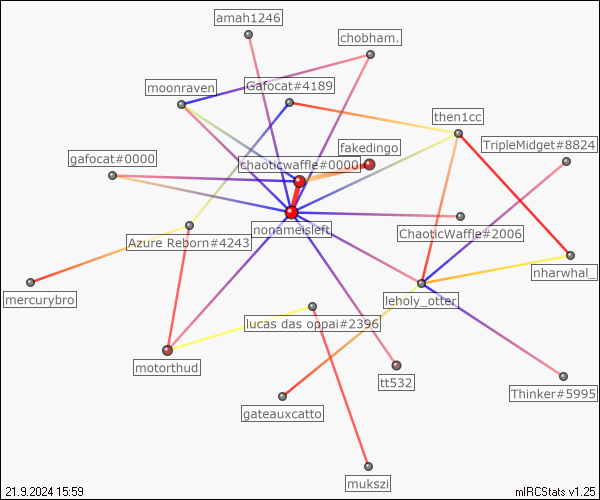 amah1246
chobham.
moonraven
Gafocat#4189
then1cc
fakedingo
TripleMidget#8824
gafocat#0000
chaoticwaffle#0000
nonameisleft
ChaoticWaffle#2006
Azure Reborn#4243
nharwhal_
mercurybro
leholy_otter
lucas das oppai#2396
motorthud
tt532
Thinker#5995
gateauxcatto
mukszi
21.9.2024 15:59
mIRCStats v1.25